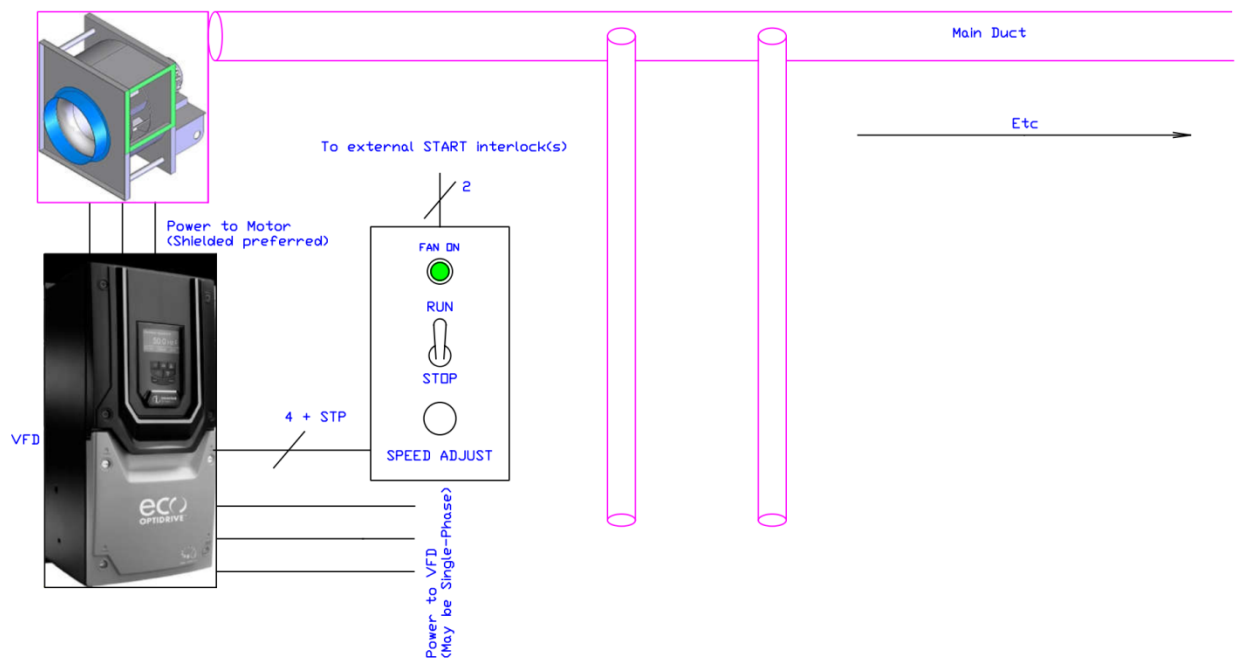 Main Duct
Etc
To external START interlock(s)
2
Power to Motor
(Shielded preferred)
FAN ON
RUN
STOP
4 + STP
VFD
SPEED ADJUST
eco
OPTIDRIVE
Power to VFD
(May be Single-Phase)